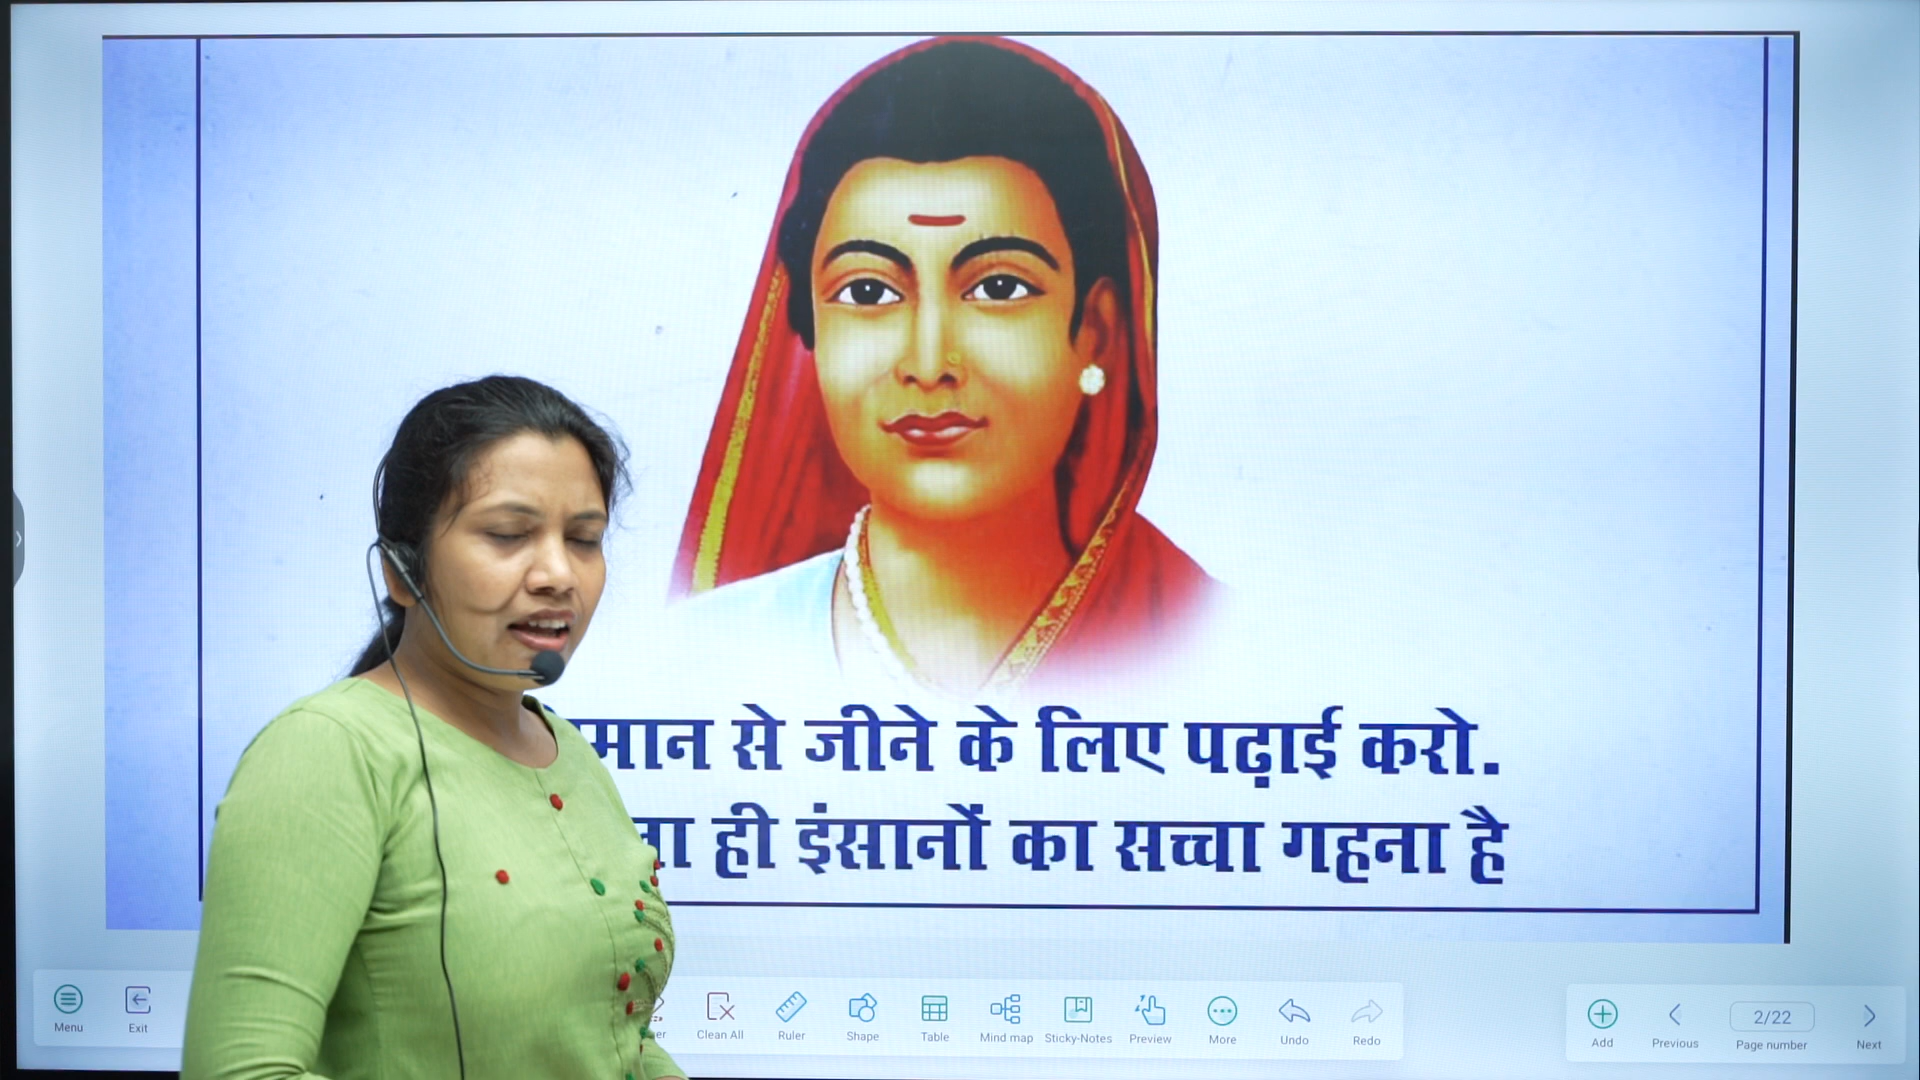 से जीने के लिए पढ़ाई करो.
ही इंसानों का सच्चा गहना है
Menu
Exit
Clean All
Ruler
Shape
Table
Mind map
Sticky-Notes
Preview
More
Undo
Redo
Add
Previous
2/22
Page number
Next